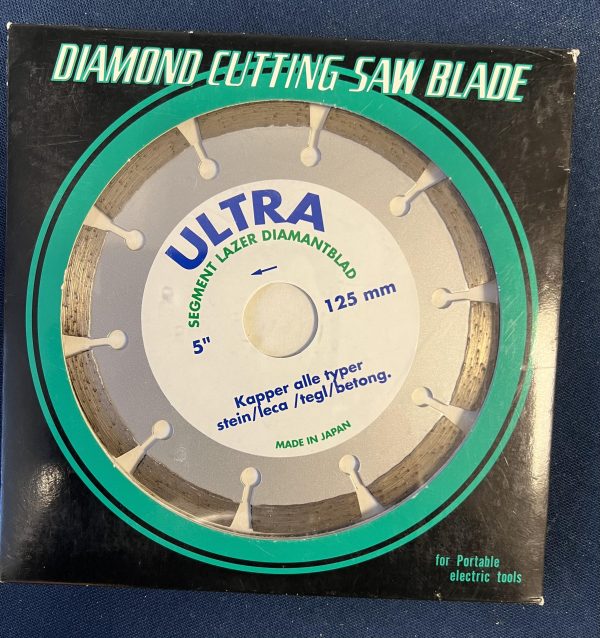 DIAMOND CUTTING SAW BLADE
ULTRA
SEGMENT LAZER DIAMANTBLAD
5" 125 mm
Kapper alle typer
stein/leca /tegl/betong.
MADE IN JAPAN
for Portable
electric tools